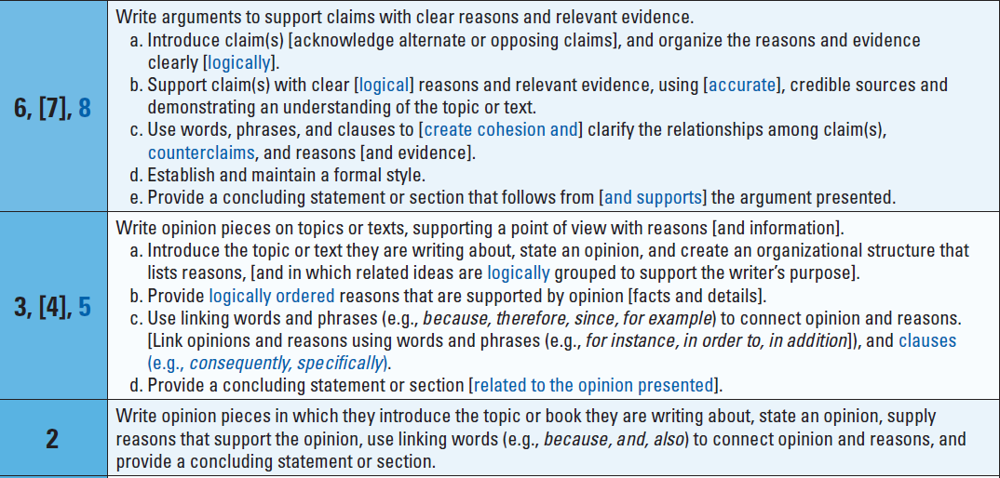 6, [7], 8
Write arguments to support claims with clear reasons and relevant evidence.
a. Introduce claim(s) [acknowledge alternate or opposing claims], and organize the reasons and evidence
clearly [logically].
b. Support claim(s) with clear [logical] reasons and relevant evidence, using [accurate], credible sources and
demonstrating an understanding of the topic or text.
c. Use words, phrases, and clauses to [create cohesion and] clarify the relationships among claim(s),
counterclaims, and reasons [and evidence].
d. Establish and maintain a formal style.
e. Provide a concluding statement or section that follows from [and supports] the argument presented.
3, [4], 5
Write opinion pieces on topics or texts, supporting a point of view with reasons [and information].
a. Introduce the topic or text they are writing about, state an opinion, and create an organizational structure that
lists reasons, [and in which related ideas are logically grouped to support the writer's purpose].
b. Provide logically ordered reasons that are supported by opinion [facts and details].
c. Use linking words and phrases (e.g., because, therefore, since, for example) to connect opinion and reasons.
[Link opinions and reasons using words and phrases (e.g., for instance, in order to, in addition]), and clauses
(e.g., consequently, specifically).
d. Provide a concluding statement or section [related to the opinion presented].
2
Write opinion pieces in which they introduce the topic or book they are writing about, state an opinion, supply
reasons that support the opinion, use linking words (e.g., because, and, also) to connect opinion and reasons, and
provide a concluding statement or section.